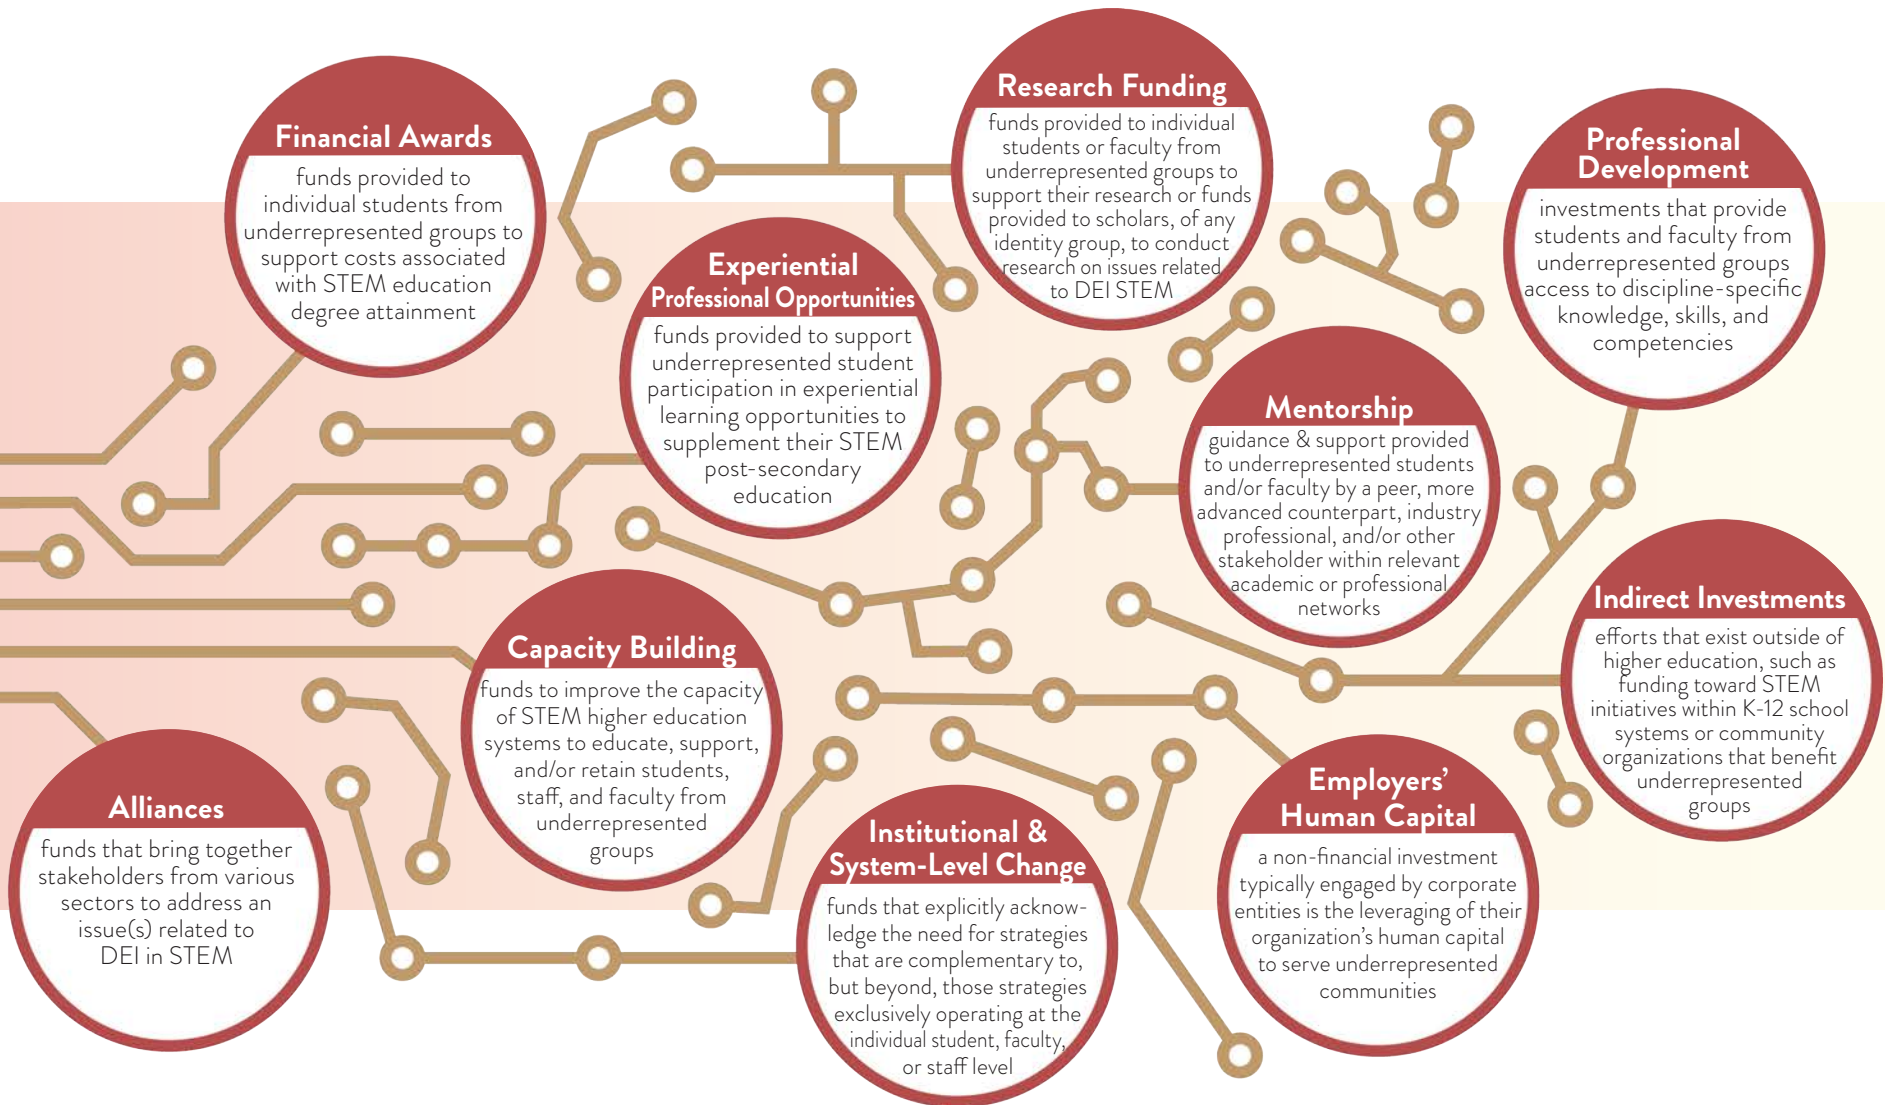 Financial Awards
funds provided to
individual students from
underrepresented groups to
support costs associated
with STEM education
degree attainment
Experiential
Professional Opportunities
funds provided to support
underrepresented student
participation in experiential
learning opportunities to
supplement their STEM
post-secondary
education
Research Funding
funds provided to individual
students or faculty from
underrepresented groups to
support their research or funds
provided to scholars, of any
identity group, to conduct
research on issues related
to DEI STEM
Professional
Development
investments that provide
students and faculty from
underrepresented groups
access to discipline-specific
knowledge, skills, and
competencies
Mentorship
guidance & support provided
to underrepresented students
and/or faculty by a peer, more
advanced counterpart, industry
professional, and/or other
stakeholder within relevant
academic or professional
networks
Indirect Investments
efforts that exist outside of
higher education, such as
funding toward STEM
initiatives within K-12 school
systems or community
organizations that benefit
underrepresented
groups
Capacity Building
funds to improve the capacity
of STEM higher education
systems to educate, support,
and/or retain students,
staff, and faculty from
underrepresented
groups
Alliances
funds that bring together
stakeholders from various
sectors to address an
issue(s) related to
DEI in STEM
Institutional &
System-Level Change
funds that explicitly acknow-
ledge the need for strategies
that are complementary to,
but beyond, those strategies
exclusively operating at the
individual student, faculty,
or staff level
Employers'
Human Capital
a non-financial investment
typically engaged by corporate
entities is the leveraging of their
organization's human capital
to serve underrepresented
communities